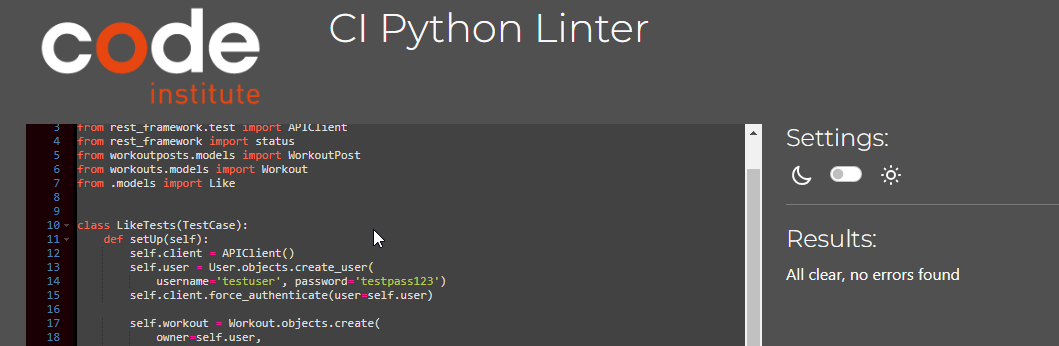 code
institute
CI Python Linter
3 from rest_framework.test import APIClient
4 from rest_framework import status
5 from workoutposts.models import WorkoutPost
6 from workouts.models import Workout
7 from .models import Like
8
9
10 class LikeTests(TestCase):
11 def setUp(self):
12 self.client = APIClient()
13 self.user = User.objects.create_user(
14 username='testuser', password='testpass123')
15 self.client.force_authenticate(user=self.user)
16
17 self.workout = Workout.objects.create(
18 owner=self.user,
Settings:
Results:
All clear, no errors found